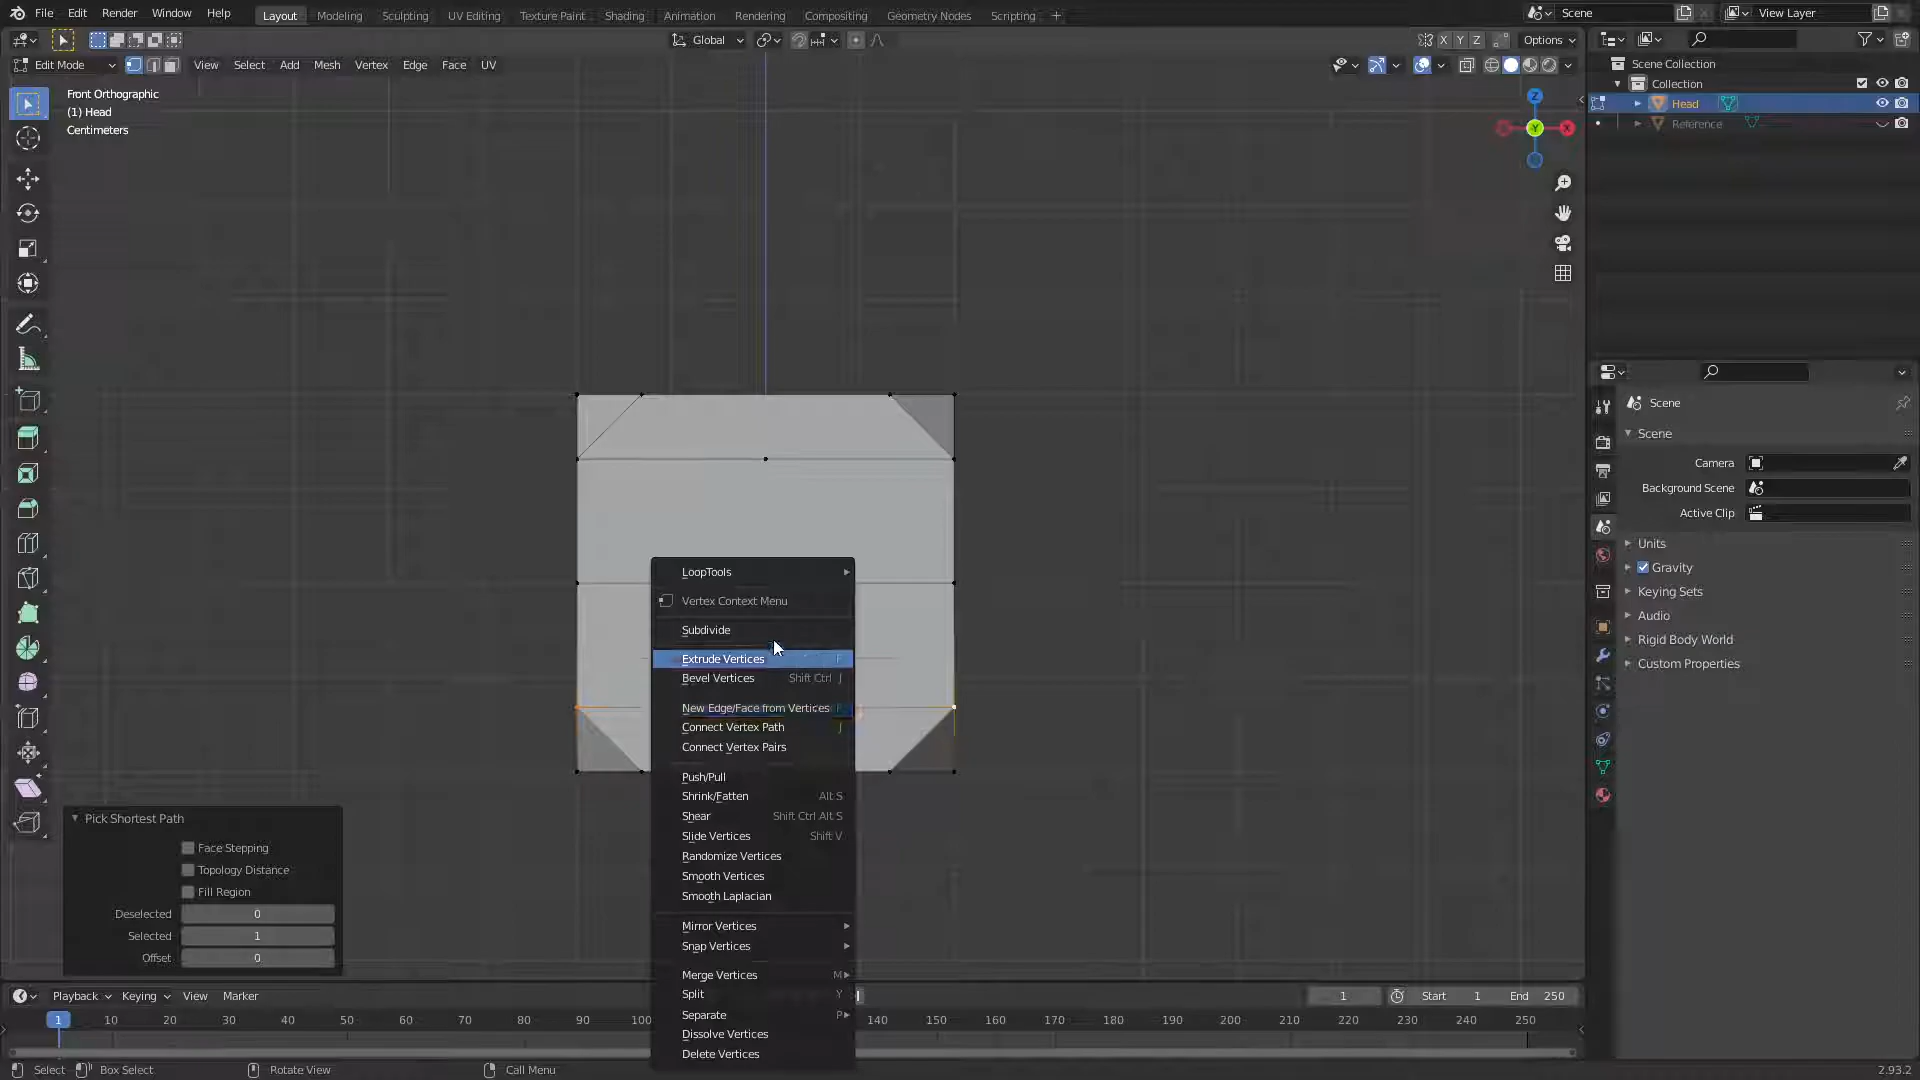 File Edit Render Window Help
Layout Modeling Sculpting UV Editing Texture Paint Shading Animation Rendering Compositing Geometry Nodes Scripting +
Scene
View Layer
Global
X Y Z
Options
Edit Mode
View Select Add Mesh Vertex Edge Face UV
Front Orthographic
(1) Head
Centimeters
Z
Y
X
Scene Collection
Collection
Head
Reference
Scene
Scene
Camera
Background Scene
Active Clip
Units
Gravity
Keying Sets
Audio
Rigid Body World
Custom Properties
LoopTools
Vertex Context Menu
Subdivide
Extrude Vertices
Bevel Vertices Shift Ctrl
New Edge/Face from Vertices
Connect Vertex Path J
Connect Vertex Pairs
Push/Pull
Shrink/Fatten Alt S
Shear Shift Ctrl Alt S
Slide Vertices Shift V
Randomize Vertices
Smooth Vertices
Smooth Laplacian
Mirror Vertices
Snap Vertices
Merge Vertices M
Split Y
Separate P
Dissolve Vertices
Delete Vertices
Pick Shortest Path
Face Stepping
Topology Distance
Fill Region
Deselected 0
Selected 1
Offset 0
Playback Keying View Marker
1
Start 1
End 250
1 10 20 30 40 50 60 70 80 90 100 140 150 160 170 180 190 200 210 220 230 240 250
Select Box Select Rotate View Call Menu
2.93.2